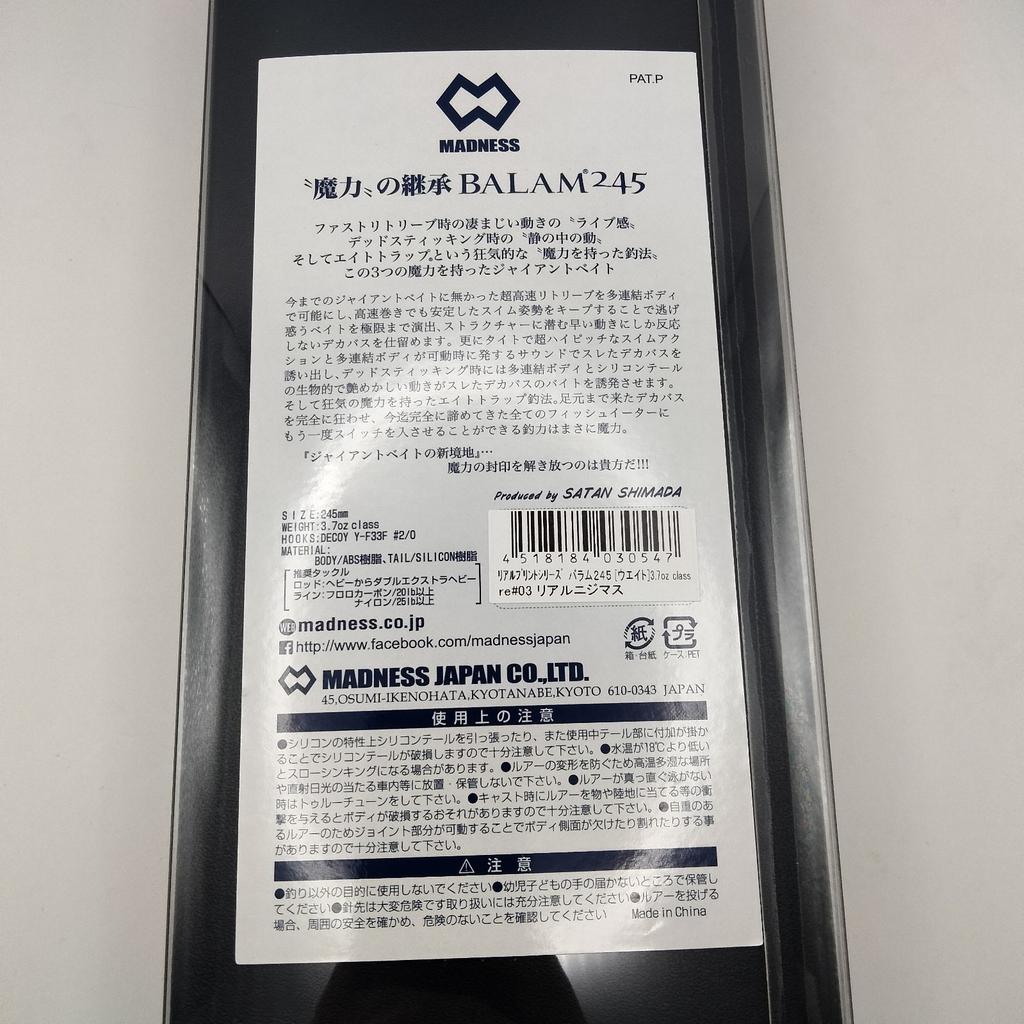 PAT.P
MADNESS
〝魔力〟の継承 BALAM®245
ファストリトリーブ時の凄まじい動きの〝ライブ感〟
デッドスティッキング時の〝静の中の動〟
そしてエイトトラップ®という狂気的な〝魔力を持った釣法〟
この3つの魔力を持ったジャイアントベイト
今までのジャイアントベイトに無かった超高速リトリーブを多連結ボディ
で可能にし、高速巻きでも安定したスイム姿勢をキープすることで逃げ
惑うベイトを極限まで演出、ストラクチャーに潜む早い動きにしか反応
しないデカバスを仕留めます。更にタイトで超ハイピッチなスイムアク
ションと多連結ボディが可動時に発するサウンドでスレたデカバスを
誘い出し、デッドスティッキング時には多連結ボディとシリコンテール
の生物的で艶めかしい動きがスレたデカバスのバイトを誘発させます。
そして狂気の魔力を持ったエイトトラップ釣法。足元まで来たデカバス
を完全に狂わせ、今迄完全に諦めてきた全てのフィッシュイーターに
もう一度スイッチを入させることができる釣力はまさに魔力。
『ジャイアントベイトの新境地』…
魔力の封印を解き放つのは貴方だ!!!
Produced by SATAN SHIMADA
SIZE:245mm
WEIGHT:3.7oz class
HOOKS:DECOY Y-F33F #2/0
MATERIAL:
BODY/ABS樹脂、TAIL/SILICON樹脂
推奨タックル
ロッド:ヘビーからダブルエクストラヘビー
ライン:フロロカーボン/20lb以上
ナイロン/25lb以上
4 518184 030547
リアルプリントシリーズ バラム245 [ウエイト]3.7oz class
re#03 リアルニジマス
WEB madness.co.jp
http://www.facebook.com/madnessjapan
紙
箱・台紙
プラ
ケース:PET
MADNESS JAPAN CO.,LTD.
45,OSUMI-IKENOHATA,KYOTANABE,KYOTO 610-0343 JAPAN
使用上の注意
●シリコンの特性上シリコンテールを引っ張ったり、また使用中テール部に付加が掛か
ることでシリコンテールが破損しますので十分注意して下さい。●水温が18℃より低い
とスローシンキングになる場合があります。●ルアーの変形を防ぐため高温多湿な場所
や直射日光の当たる車内等に放置・保管しないで下さい。●ルアーが真っ直ぐ泳がない
時はトゥルーチューンをして下さい。●キャスト時にルアーを物や陸地に当てる等の衝
撃を与えるとボディが破損するおそれがありますので十分注意して下さい。●自重のあ
るルアーのためジョイント部分が可動することでボディ側面が欠けたり割れたりする事
がありますので十分注意して下さい。
⚠ 注意
●釣り以外の目的に使用しないでください●幼児子どもの手の届かないところで保管し
てください●針先は大変危険です取り扱いには充分注意してください●ルアーを投げる
場合、周囲の安全を確かめ、危険のないことを確認してください Made in China